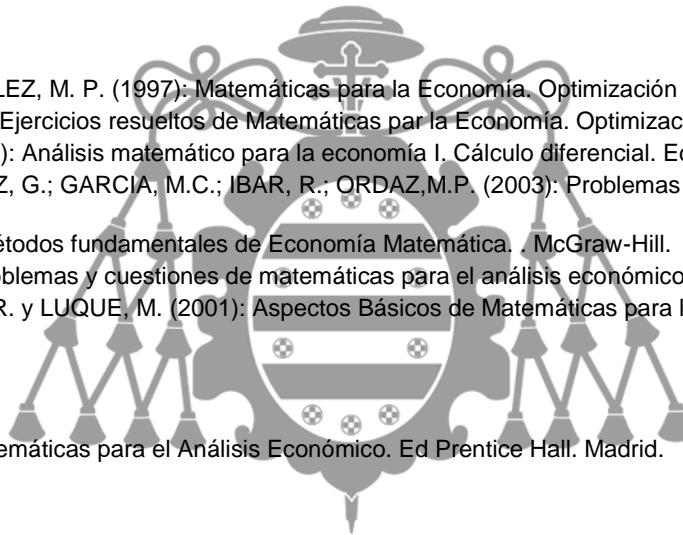 LEZ, M. P. (1997): Matemáticas para la Economía. Optimización
Ejercicios resueltos de Matemáticas par la Economía. Optimizac
): Análisis matemático para la economía I. Cálculo diferencial. Ec
Z, G.; GARCIA, M.C.; IBAR, R.; ORDAZ,M.P. (2003): Problemas
étodos fundamentales de Economía Matemática. . McGraw-Hill.
oblemas y cuestiones de matemáticas para el análisis económico
R. y LUQUE, M. (2001): Aspectos Básicos de Matemáticas para l
emáticas para el Análisis Económico. Ed Prentice Hall. Madrid.